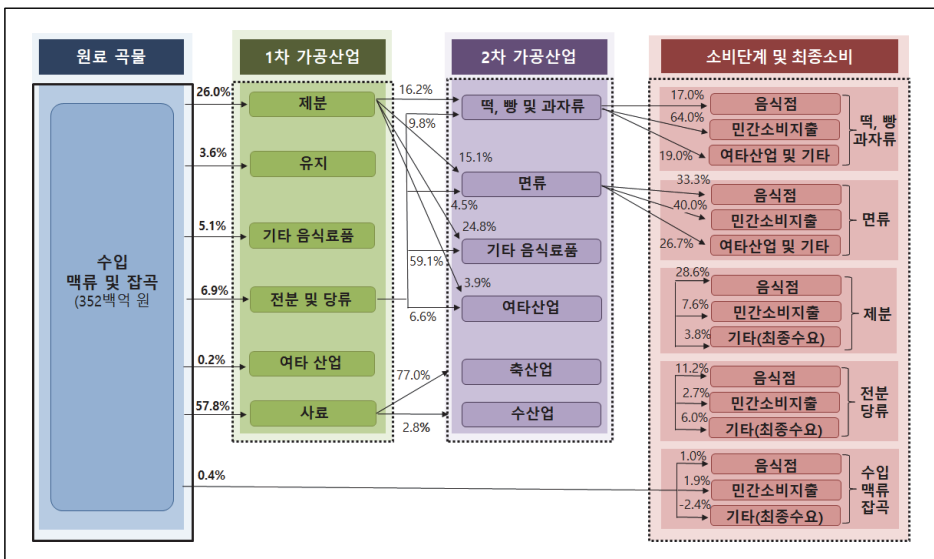 원료 곡물
수입
맥류 및 잡곡
(352백억 원
26.0%
3.6%
5.1%
6.9%
0.2%
57.8%
0.4%
1차 가공산업
제분
유지
기타 음식료품
전분 및 당류
여타 산업
사료
16.2%
9.8%
15.1%
4.5%
24.8%
59.1%
3.9%
6.6%
77.0%
2.8%
2차 가공산업
떡, 빵 및 과자류
면류
기타 음식료품
여타산업
축산업
수산업
소비단계 및 최종소비
17.0%
음식점
64.0%
민간소비지출
19.0%
여타산업 및 기타
떡, 빵
과자류
33.3%
음식점
40.0%
민간소비지출
26.7%
여타산업 및 기타
면류
28.6%
음식점
7.6%
민간소비지출
3.8%
기타(최종수요)
제분
11.2%
음식점
2.7%
민간소비지출
6.0%
기타(최종수요)
전분
당류
1.0%
음식점
1.9%
민간소비지출
-2.4%
기타(최종수요)
수입
맥류
잡곡